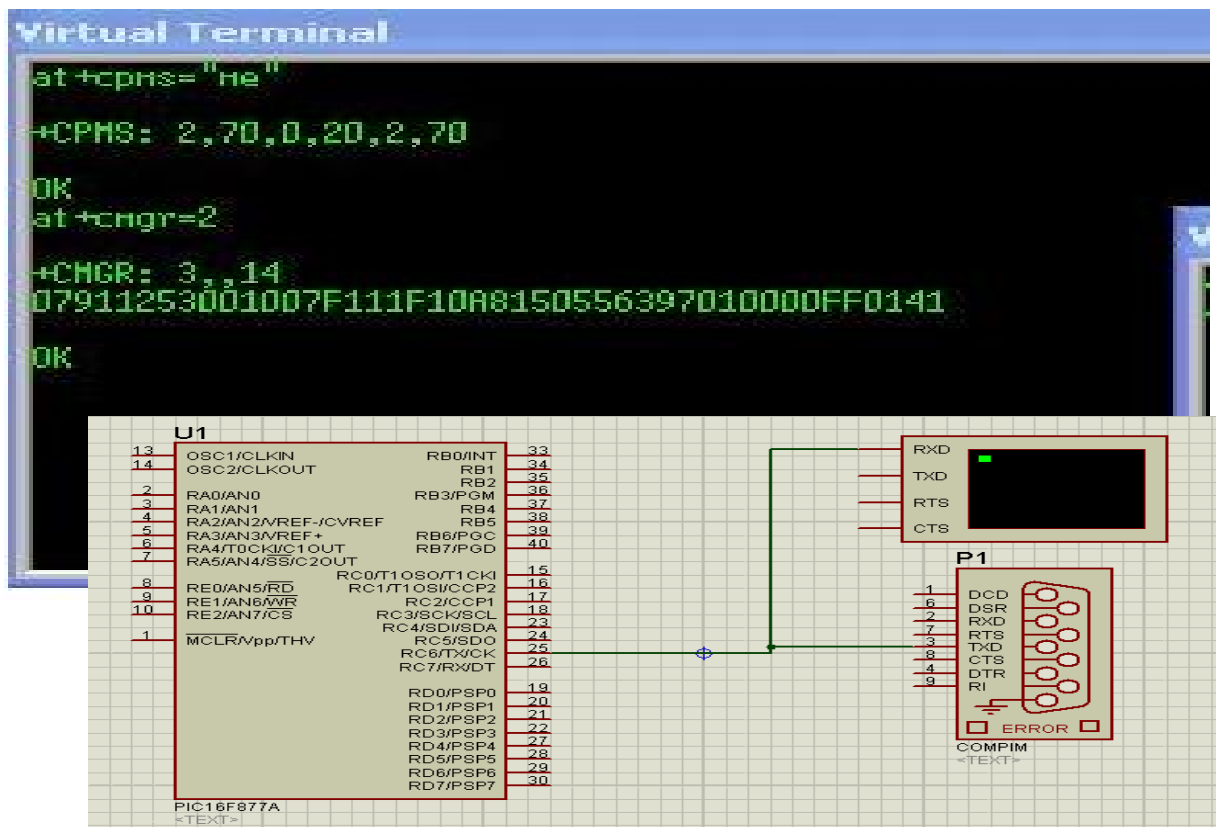 Virtual Terminal
at+cpms="me"
+CPMS: 2,70,0,20,2,70
OK
at+cmgr=2
+CMGR: 3,,14
07911253001007F111F10A8150556397010000FF0141
OK
U1
13 OSC1/CLKIN
14 OSC2/CLKOUT
2 RA0/AN0
3 RA1/AN1
4 RA2/AN2/VREF-/CVREF
5 RA3/AN3/VREF+
6 RA4/T0CKI/C1OUT
7 RA5/AN4/SS/C2OUT
8 RE0/AN5/RD
9 RE1/AN6/WR
10 RE2/AN7/CS
1 MCLR/Vpp/THV
RB0/INT 33
RB1 34
RB2 35
RB3/PGM 36
RB4 37
RB5 38
RB6/PGC 39
RB7/PGD 40
RC0/T1OSO/T1CKI 15
RC1/T1OSI/CCP2 16
RC2/CCP1 17
RC3/SCK/SCL 18
RC4/SDI/SDA 23
RC5/SDO 24
RC6/TX/CK 25
RC7/RX/DT 26
RD0/PSP0 19
RD1/PSP1 20
RD2/PSP2 21
RD3/PSP3 22
RD4/PSP4 27
RD5/PSP5 28
RD6/PSP6 29
RD7/PSP7 30
PIC16F877A
<TEXT>
RXD
TXD
RTS
CTS
P1
1 DCD
6 DSR
2 RXD
7 RTS
3 TXD
8 CTS
4 DTR
9 RI
ERROR
COMPIM
<TEXT>